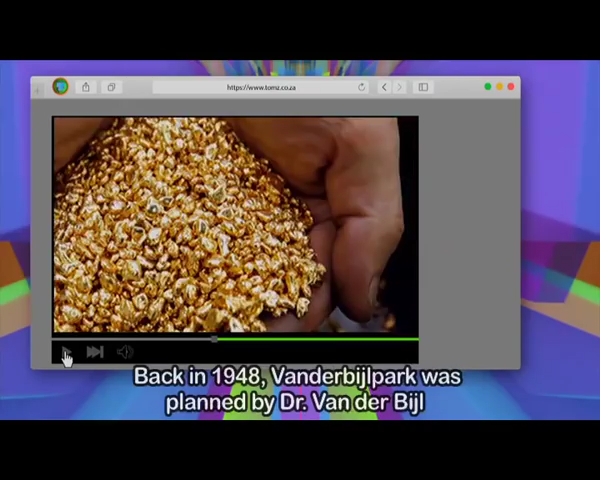 https://www.tomz.co.za
Back in 1948, Vanderbijlpark was
planned by Dr. Van der Bijl